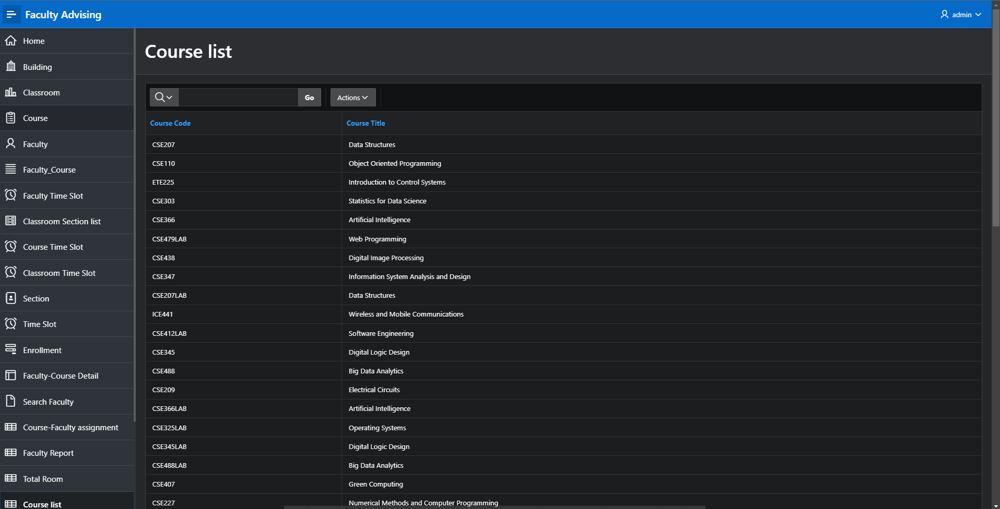 Faculty Advising
admin
Home
Building
Classroom
Course
Faculty
Faculty_Course
Faculty Time Slot
Classroom Section list
Course Time Slot
Classroom Time Slot
Section
Time Slot
Enrollment
Faculty-Course Detail
Search Faculty
Course-Faculty assignment
Faculty Report
Total Room
Course list
Course list
Go Actions
Course Code Course Title
CSE207 Data Structures
CSE110 Object Oriented Programming
ETE225 Introduction to Control Systems
CSE303 Statistics for Data Science
CSE366 Artificial Intelligence
CSE479LAB Web Programming
CSE438 Digital Image Processing
CSE347 Information System Analysis and Design
CSE207LAB Data Structures
ICE441 Wireless and Mobile Communications
CSE412LAB Software Engineering
CSE345 Digital Logic Design
CSE488 Big Data Analytics
CSE209 Electrical Circuits
CSE366LAB Artificial Intelligence
CSE325LAB Operating Systems
CSE345LAB Digital Logic Design
CSE488LAB Big Data Analytics
CSE407 Green Computing
CSE227 Numerical Methods and Computer Programming